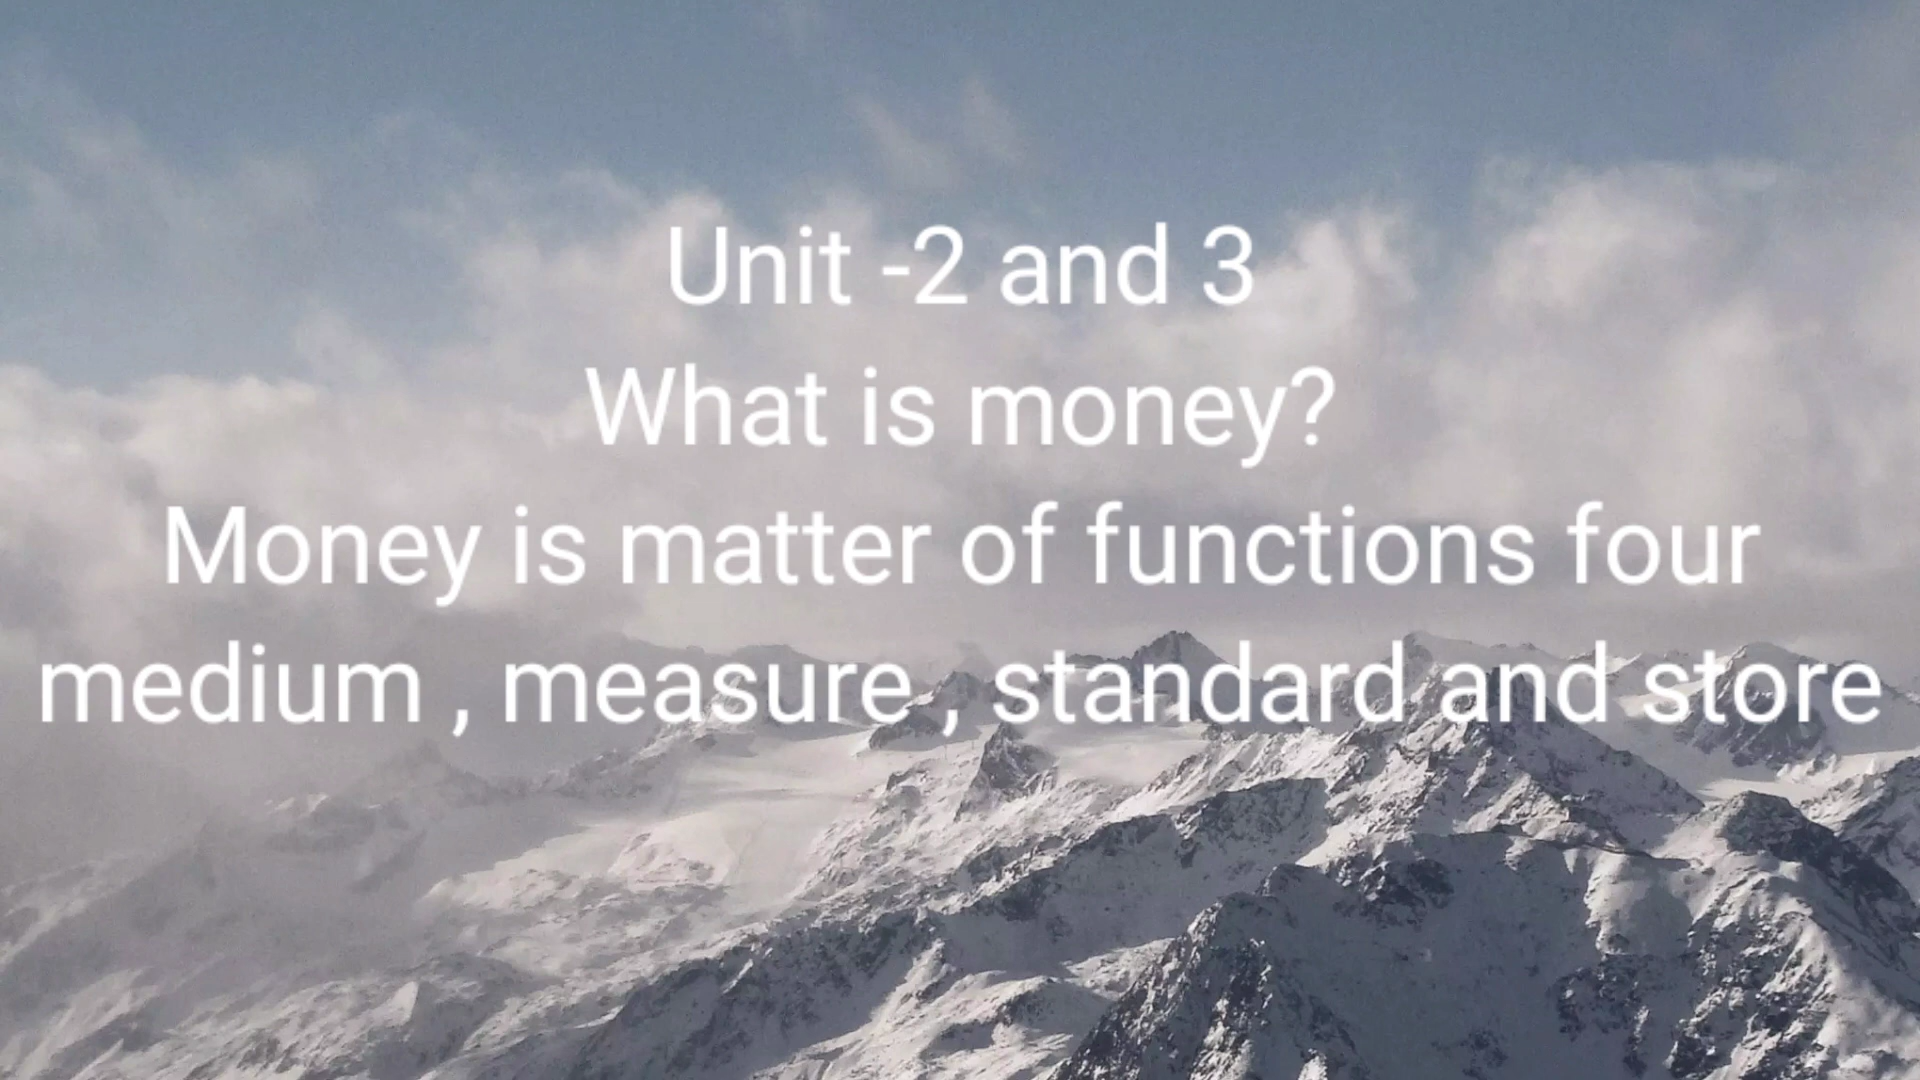 Unit -2 and 3
What is money?
Money is matter of functions four
medium , measure , standard and store